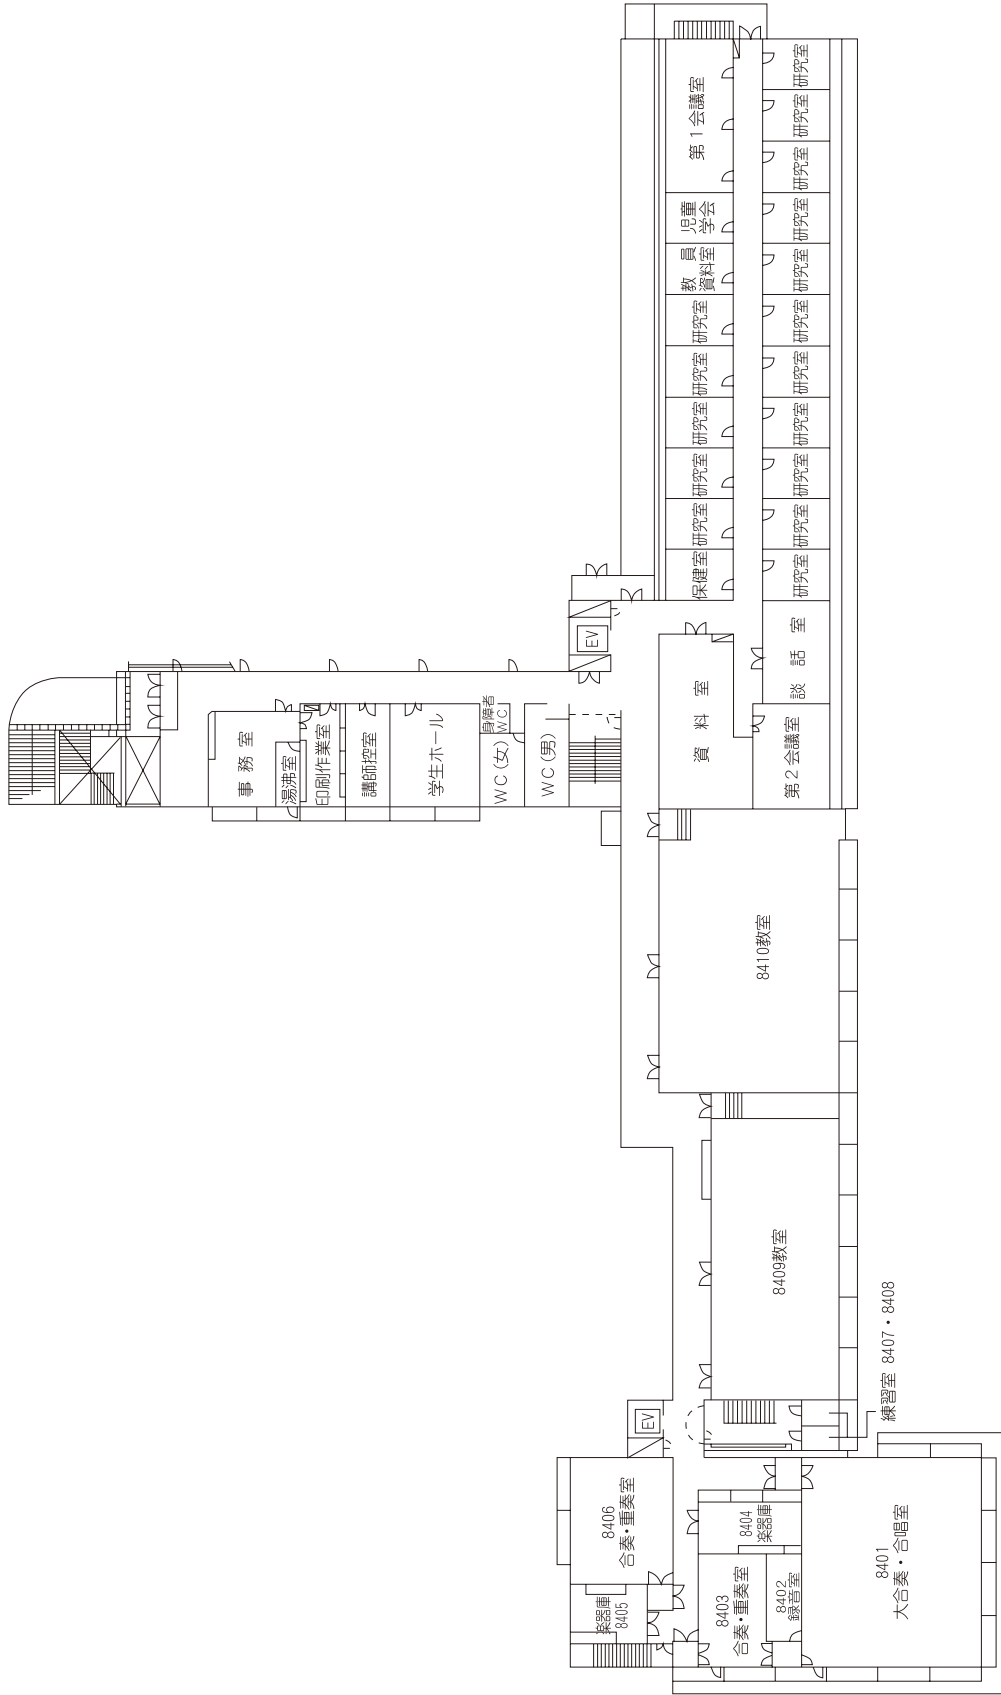 第１会議室
児童
学会
教員
資料室
研究室
研究室
研究室
研究室
研究室
保健室
研究室
研究室
研究室
研究室
研究室
研究室
研究室
研究室
研究室
研究室
研究室
談話室
第２会議室
資料室
EV
事務室
湯沸室
印刷作業室
講師控室
学生ホール
身障者
ＷＣ
ＷＣ(女)
ＷＣ(男)
8410教室
8409教室
練習室 8407・8408
EV
8406
合奏・重奏室
楽器庫
8405
8404
楽器庫
8403
合奏・重奏室
8402
録音室
8401
大合奏・合唱室